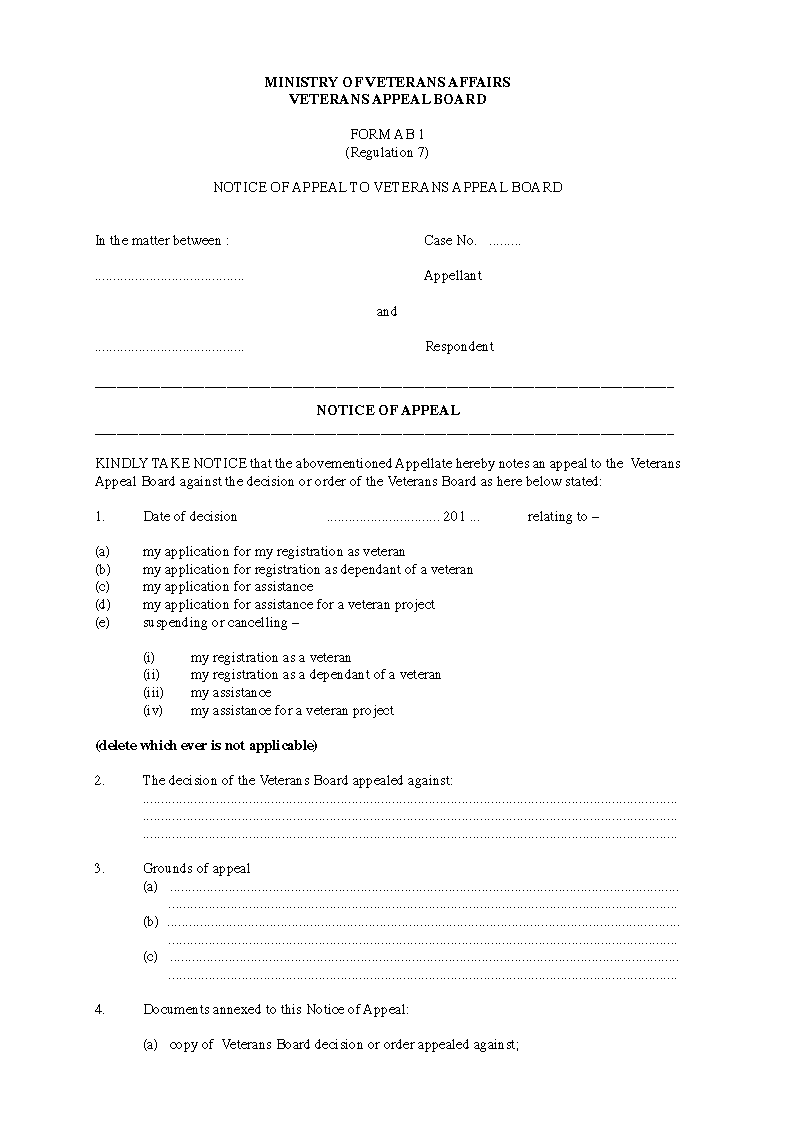 MINISTRY OF VETERANS AFFAIRS
VETERANS APPEAL BOARD
FORM AB 1
(Regulation 7)
NOTICE OF APPEAL TO VETERANS APPEAL BOARD
In the matter between : Case No. .........
......................................... Appellant
and
......................................... Respondent
NOTICE OF APPEAL
KINDLY TAKE NOTICE that the abovementioned Appellate hereby notes an appeal to the Veterans
Appeal Board against the decision or order of the Veterans Board as here below stated:
1. Date of decision ............................... 201 ... relating to –
(a) my application for my registration as veteran
(b) my application for registration as dependant of a veteran
(c) my application for assistance
(d) my application for assistance for a veteran project
(e) suspending or cancelling –
(i) my registration as a veteran
(ii) my registration as a dependant of a veteran
(iii) my assistance
(iv) my assistance for a veteran project
(delete which ever is not applicable)
2. The decision of the Veterans Board appealed against:
3. Grounds of appeal
(a)
(b)
(c)
4. Documents annexed to this Notice of Appeal:
(a) copy of Veterans Board decision or order appealed against;